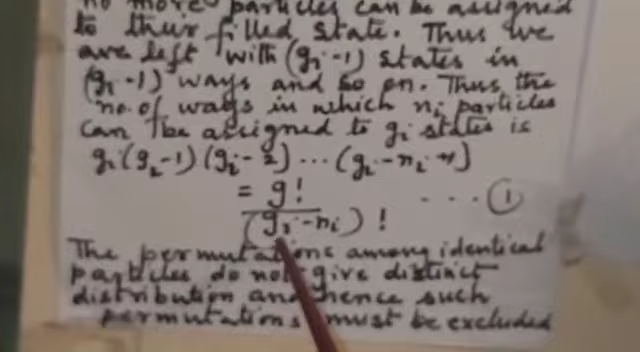 no more particles can be assigned
to thus filled state. Thus we
are left with (gi-1) states in
(gi-1) ways and so on. Thus the
no. of ways in which ni particles
can be assigned to gi states is
gi(gi-1)(gi-2)...(gi-ni+1)
= g! / (gi-ni)! ....①
The permutations among identical
particles do not give distinct
distribution and hence such
permutations must be excluded